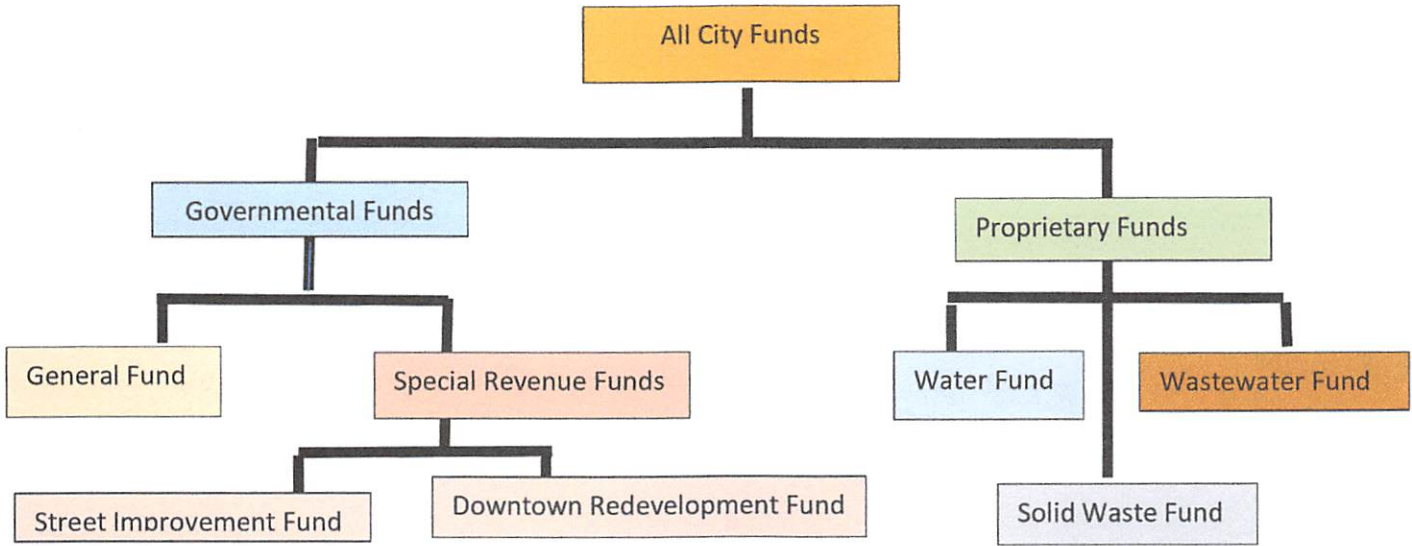 All City Funds
Governmental Funds
Proprietary Funds
General Fund
Special Revenue Funds
Water Fund
Wastewater Fund
Street Improvement Fund
Downtown Redevelopment Fund
Solid Waste Fund